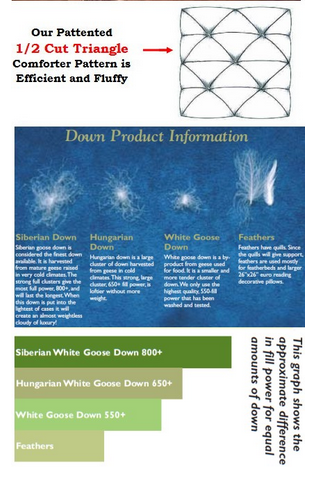 Our Pattented
1/2 Cut Triangle
Comforter Pattern is
Efficient and Fluffy
Down Product Information
Siberian Down
Siberian goose down is
considered the finest down
available. It is harvested
from mature geese raised
in very cold climates. The
strong full clusters give the
most full power, 800+, and
will last the longest. When
this down is put into the
lightest of cases it will
create an almost weightless
cloudy of luxury!
Hungarian
Down
Hungarian down is a large
cluster of down harvested
from geese in cold
climates. This strong, large
cluster, 650+ fill power, is
loftier without more
weight.
White Goose
Down
White goose down is a by-
product from geese used
for food. It is a smaller and
more tender cluster of
down. We only use the
highest quality, 550-fill
power that has been
washed and tested.
Feathers
Feathers have quills. Since
the quills will give support,
feathers are used mostly
for featherbeds and larger
26"x26" euro reading
decorative pillows.
Siberian White Goose Down 800+
Hungarian White Goose Down 650+
White Goose Down 550+
Feathers
This graph shows the
approximate difference
in fill power for equal
amounts of down